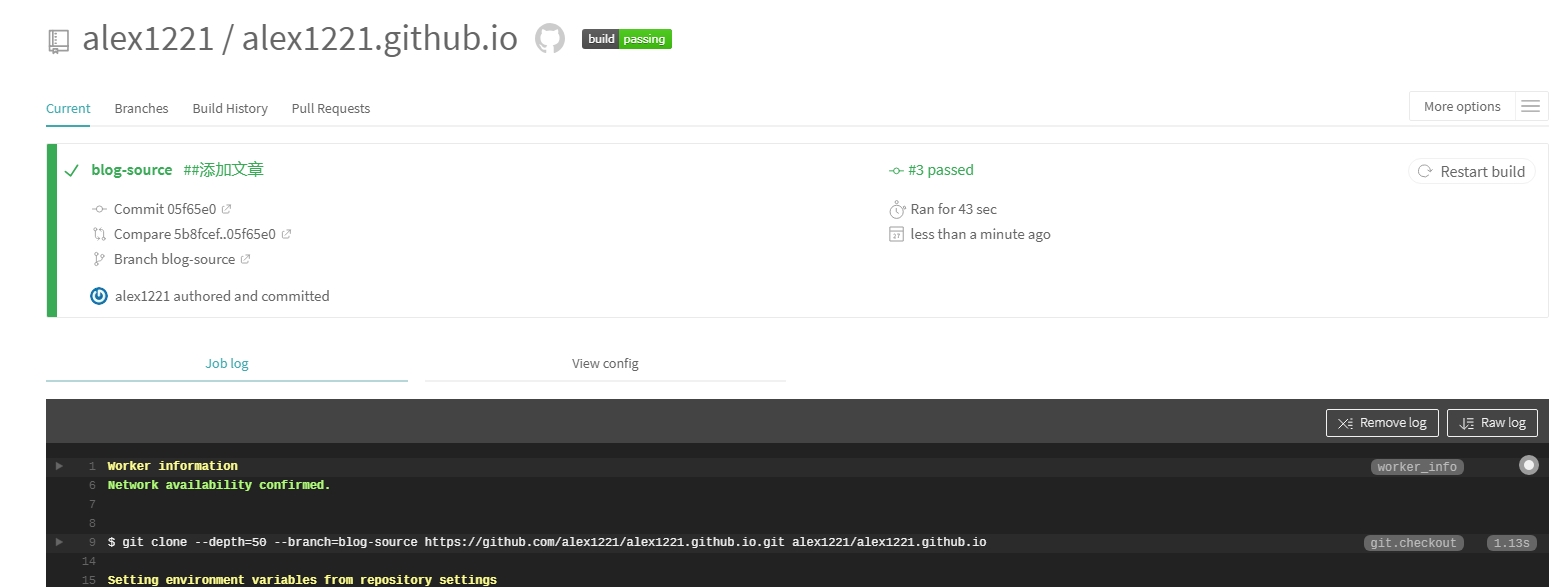 alex1221 / alex1221.github.io build passing
Current Branches Build History Pull Requests More options
blog-source ##添加文章 #3 passed Restart build
Commit 05f65e0 Ran for 43 sec
Compare 5b8fcef..05f65e0 less than a minute ago
Branch blog-source
alex1221 authored and committed
Job log View config
Remove log Raw log
1 Worker information worker_info
6 Network availability confirmed.
7
8
9 $ git clone --depth=50 --branch=blog-source https://github.com/alex1221/alex1221.github.io.git alex1221/alex1221.github.io git.checkout 1.13s
14
15 Setting environment variables from repository settings